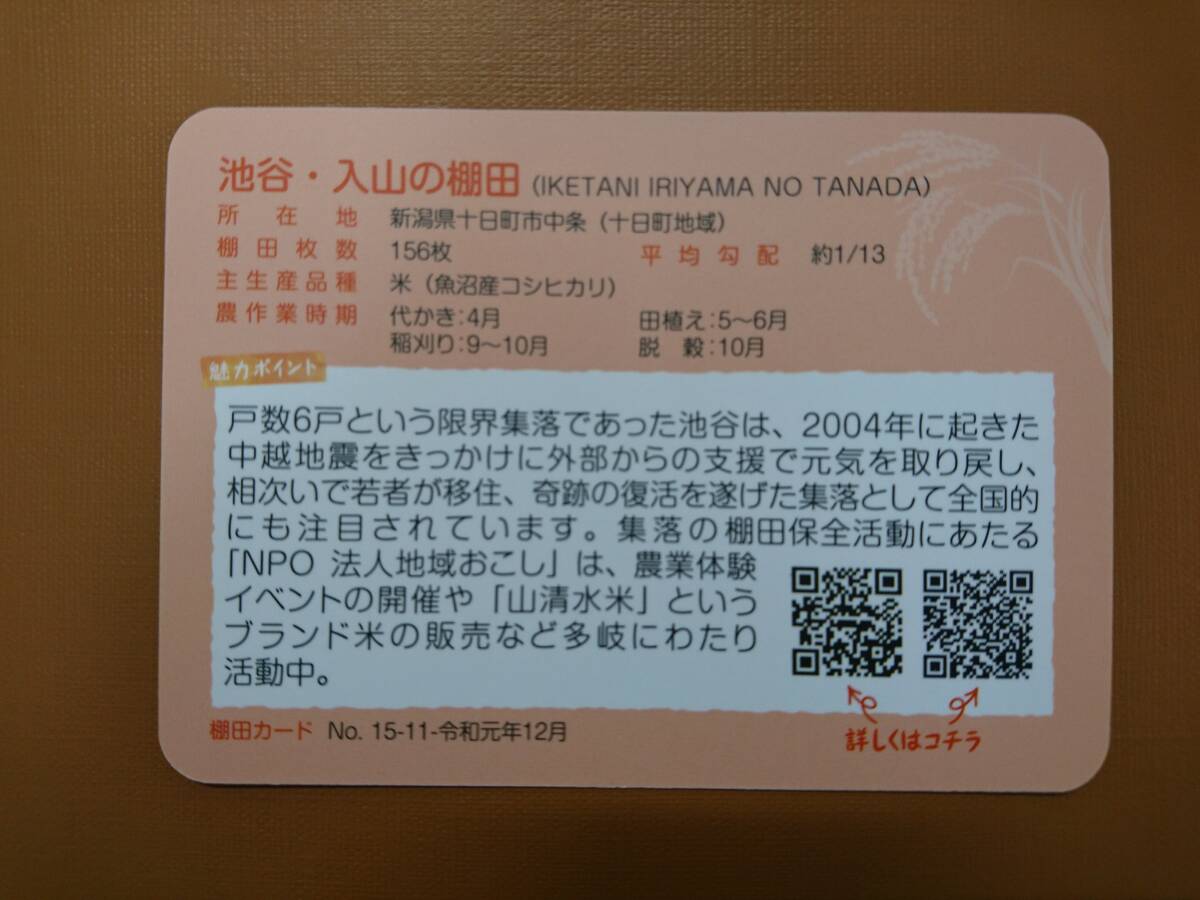 池谷・入山の棚田 (IKETANI IRIYAMA NO TANADA)
所在地 新潟県十日町市中条（十日町地域）
棚田枚数 156枚 平均勾配 約1/13
主生産品種 米（魚沼産コシヒカリ）
農作業時期 代かき:4月 田植え:5〜6月
稲刈り:9〜10月 脱穀:10月
魅力ポイント
戸数6戸という限界集落であった池谷は、2004年に起きた
中越地震をきっかけに外部からの支援で元気を取り戻し、
相次いで若者が移住、奇跡の復活を遂げた集落として全国的
にも注目されています。集落の棚田保全活動にあたる
「NPO 法人地域おこし」は、農業体験
イベントの開催や「山清水米」という
ブランド米の販売など多岐にわたり
活動中。
棚田カード No. 15-11-令和元年12月
詳しくはコチラ